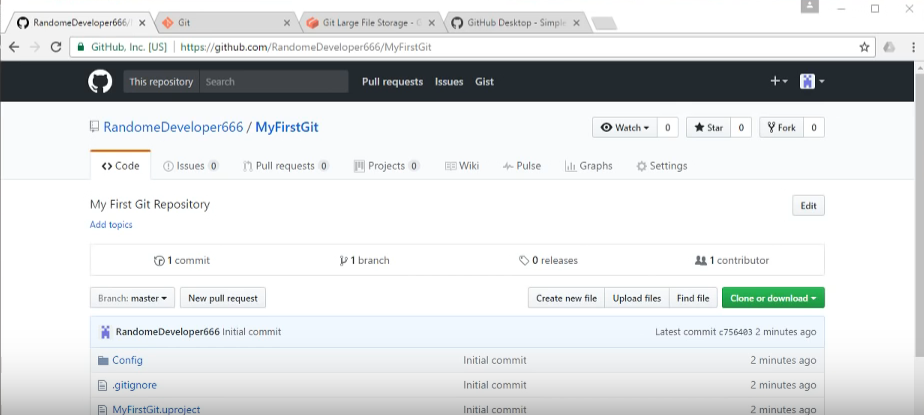 RandomeDeveloper666/
Git
Git Large File Storage - G
GitHub Desktop - Simple
GitHub, Inc. [US] https://github.com/RandomeDeveloper666/MyFirstGit
This repository Search Pull requests Issues Gist
RandomeDeveloper666 / MyFirstGit
Watch 0 Star 0 Fork 0
Code Issues 0 Pull requests 0 Projects 0 Wiki Pulse Graphs Settings
My First Git Repository Edit
Add topics
1 commit 1 branch 0 releases 1 contributor
Branch: master New pull request Create new file Upload files Find file Clone or download
RandomeDeveloper666 Initial commit Latest commit c756403 2 minutes ago
Config Initial commit 2 minutes ago
.gitignore Initial commit 2 minutes ago
MyFirstGit.uproject Initial commit 2 minutes ago